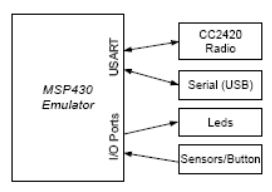 MSP430
Emulator
USART
I/O Ports
CC2420
Radio
Serial (USB)
Leds
Sensors/Button